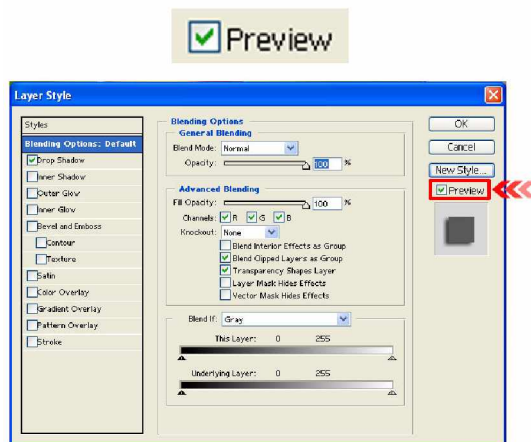 Preview
Layer Style
Styles
Blending Options: Default
Drop Shadow
Inner Shadow
Outer Glow
Inner Glow
Bevel and Emboss
Contour
Texture
Satin
Color Overlay
Gradient Overlay
Pattern Overlay
Stroke
Blending Options
General Blending
Blend Mode: Normal
Opacity: 100 %
Advanced Blending
Fill Opacity: 100 %
Channels: R G B
Knockout: None
Blend Interior Effects as Group
Blend Clipped Layers as Group
Transparency Shapes Layer
Layer Mask Hides Effects
Vector Mask Hides Effects
Blend If: Gray
This Layer: 0 255
Underlying Layer: 0 255
OK
Cancel
New Style...
Preview